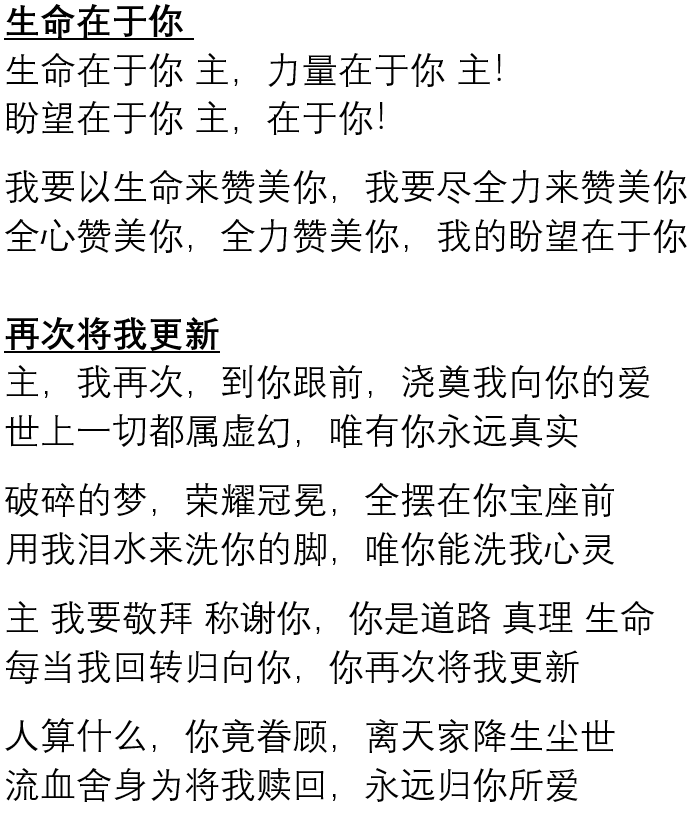 生命在于你
生命在于你 主，力量在于你 主！
盼望在于你 主，在于你！
我要以生命来赞美你，我要尽全力来赞美你
全心赞美你，全力赞美你，我的盼望在于你
再次将我更新
主，我再次，到你跟前，浇奠我向你的爱
世上一切都属虚幻，唯有你永远真实
破碎的梦，荣耀冠冕，全摆在你宝座前
用我泪水来洗你的脚，唯你能洗我心灵
主 我要敬拜 称谢你，你是道路 真理 生命
每当我回转归向你，你再次将我更新
人算什么，你竟眷顾，离天家降生尘世
流血舍身为将我赎回，永远归你所爱